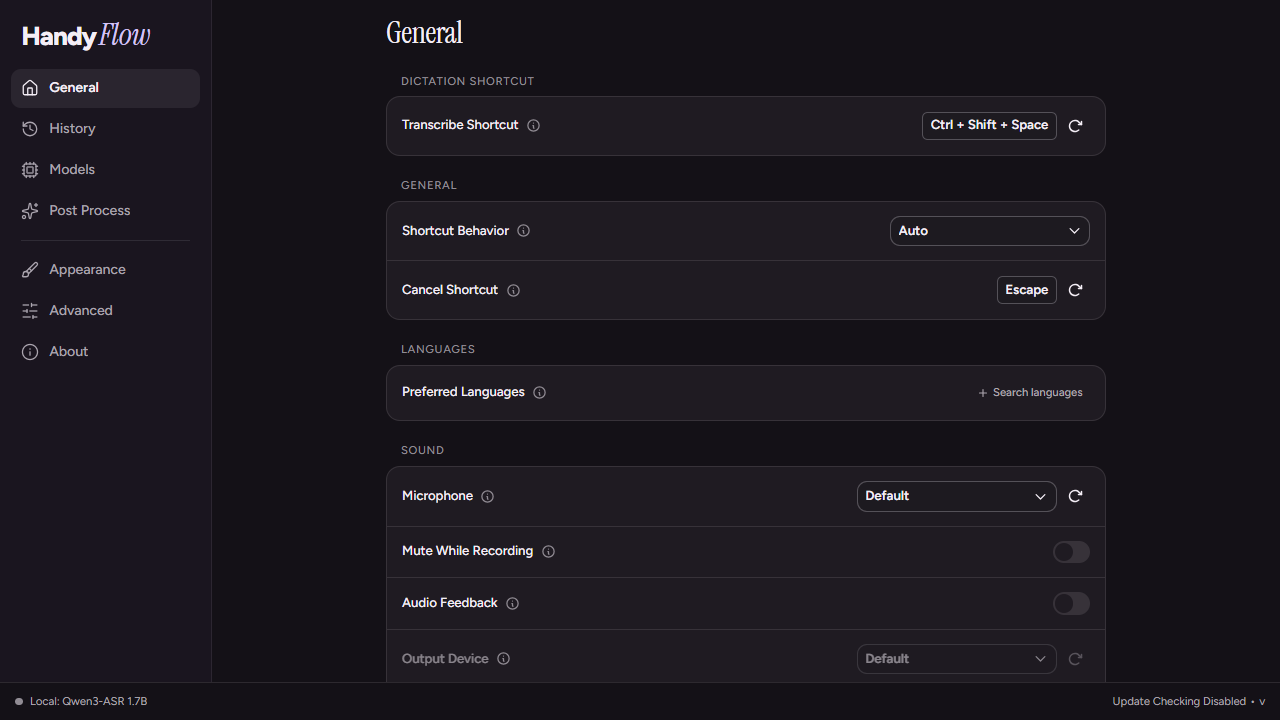 Handy Flow
General
History
Models
Post Process
Appearance
Advanced
About
General
DICTATION SHORTCUT
Transcribe Shortcut
Ctrl + Shift + Space
GENERAL
Shortcut Behavior
Auto
Cancel Shortcut
Escape
LANGUAGES
Preferred Languages
+ Search languages
SOUND
Microphone
Default
Mute While Recording
Audio Feedback
Output Device
Default
Local: Qwen3-ASR 1.7B
Update Checking Disabled • v